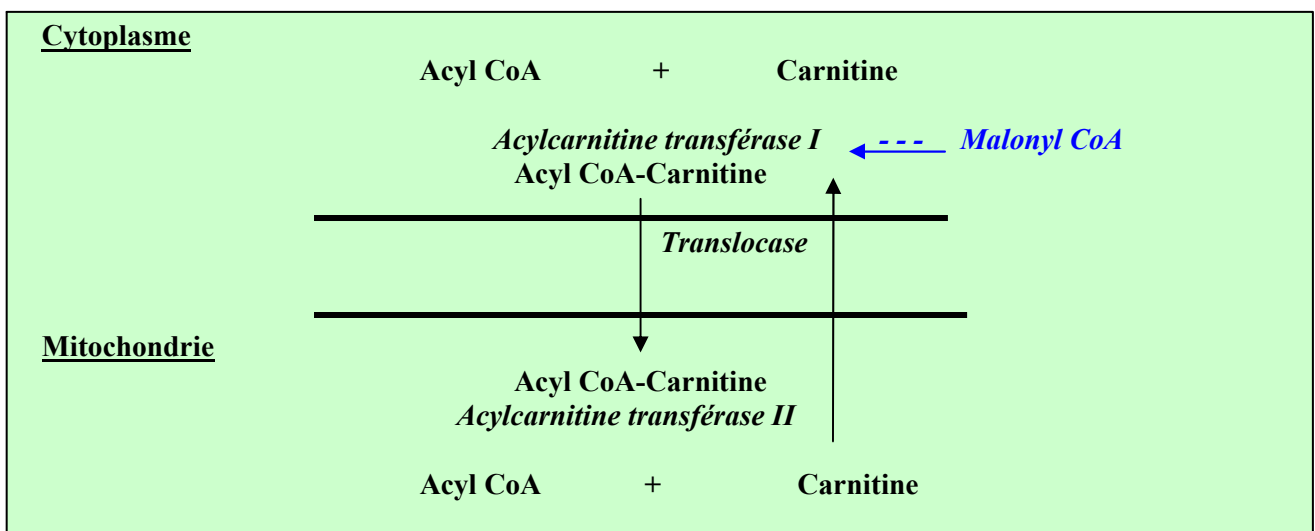 Cytoplasme
Acyl CoA + Carnitine
Acylcarnitine transférase I - - - Malonyl CoA
Acyl CoA-Carnitine
Translocase
Mitochondrie
Acyl CoA-Carnitine
Acylcarnitine transférase II
Acyl CoA + Carnitine